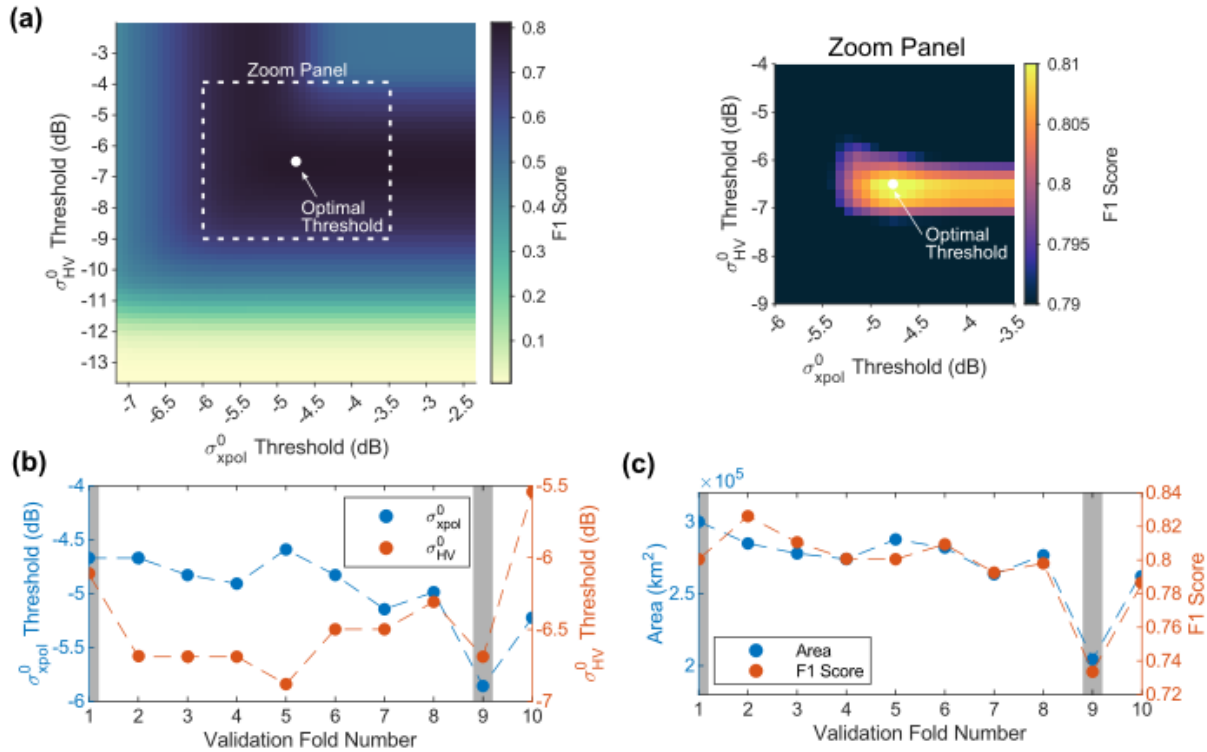 (a)
Zoom Panel
Optimal
Threshold
-3
-4
-5
-6
-7
-8
-9
-10
-11
-12
-13
σ⁰HV Threshold (dB)
-7
-6.5
-6
-5.5
-5
-4.5
-4
-3.5
-3
-2.5
σ⁰xpol Threshold (dB)
0.8
0.7
0.6
0.5
0.4
0.3
0.2
0.1
F1 Score
Zoom Panel
-4
-5
-6
-7
-8
-9
σ⁰HV Threshold (dB)
Optimal
Threshold
-6
-5.5
-5
-4.5
-4
-3.5
σ⁰xpol Threshold (dB)
0.81
0.805
0.8
0.795
0.79
F1 Score
(b)
-4
-4.5
-5
-5.5
-6
σ⁰xpol Threshold (dB)
σ⁰xpol
σ⁰HV
-5.5
-6
-6.5
-7
σ⁰HV Threshold (dB)
1 2 3 4 5 6 7 8 9 10
Validation Fold Number
(c)
× 10⁵
3
2.5
2
Area (km²)
Area
F1 Score
0.84
0.82
0.80
0.78
0.76
0.74
0.72
F1 Score
1 2 3 4 5 6 7 8 9 10
Validation Fold Number